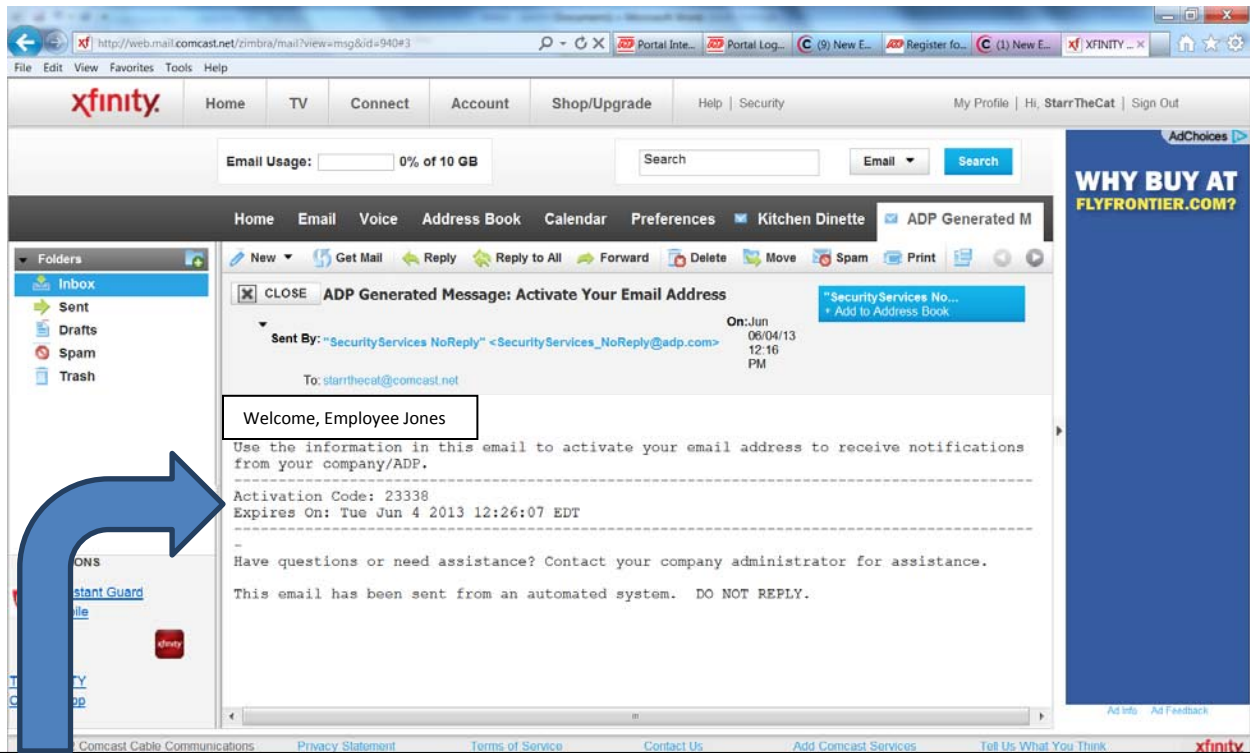 http://web.mail.comcast.net/zimbra/mail?view=msg&id=940#3
Portal Inte... Portal Log... (9) New E... Register fo... (1) New E... XFINITY ...
File Edit View Favorites Tools Help
xfinity. Home TV Connect Account Shop/Upgrade Help | Security My Profile | Hi, StarrTheCat | Sign Out
AdChoices
Email Usage: 0% of 10 GB Search Email Search
WHY BUY AT
FLYFRONTIER.COM?
Home Email Voice Address Book Calendar Preferences Kitchen Dinette ADP Generated M
Folders
New Get Mail Reply Reply to All Forward Delete Move Spam Print
Inbox
Sent
Drafts
Spam
Trash
CLOSE ADP Generated Message: Activate Your Email Address
"SecurityServices No...
+ Add to Address Book
Sent By: "SecurityServices NoReply" <SecurityServices_NoReply@adp.com>
On: Jun
06/04/13
12:16
PM
To: starrthecat@comcast.net
Welcome, Employee Jones
Use the information in this email to activate your email address to receive notifications
from your company/ADP.
Activation Code: 23338
Expires On: Tue Jun 4 2013 12:26:07 EDT
Have questions or need assistance? Contact your company administrator for assistance.
This email has been sent from an automated system. DO NOT REPLY.
ONS
stant Guard
xfinity
Ad Info Ad Feedback
Comcast Cable Communications Privacy Statement Terms of Service Contact Us Add Comcast Services Tell Us What You Think xfinity